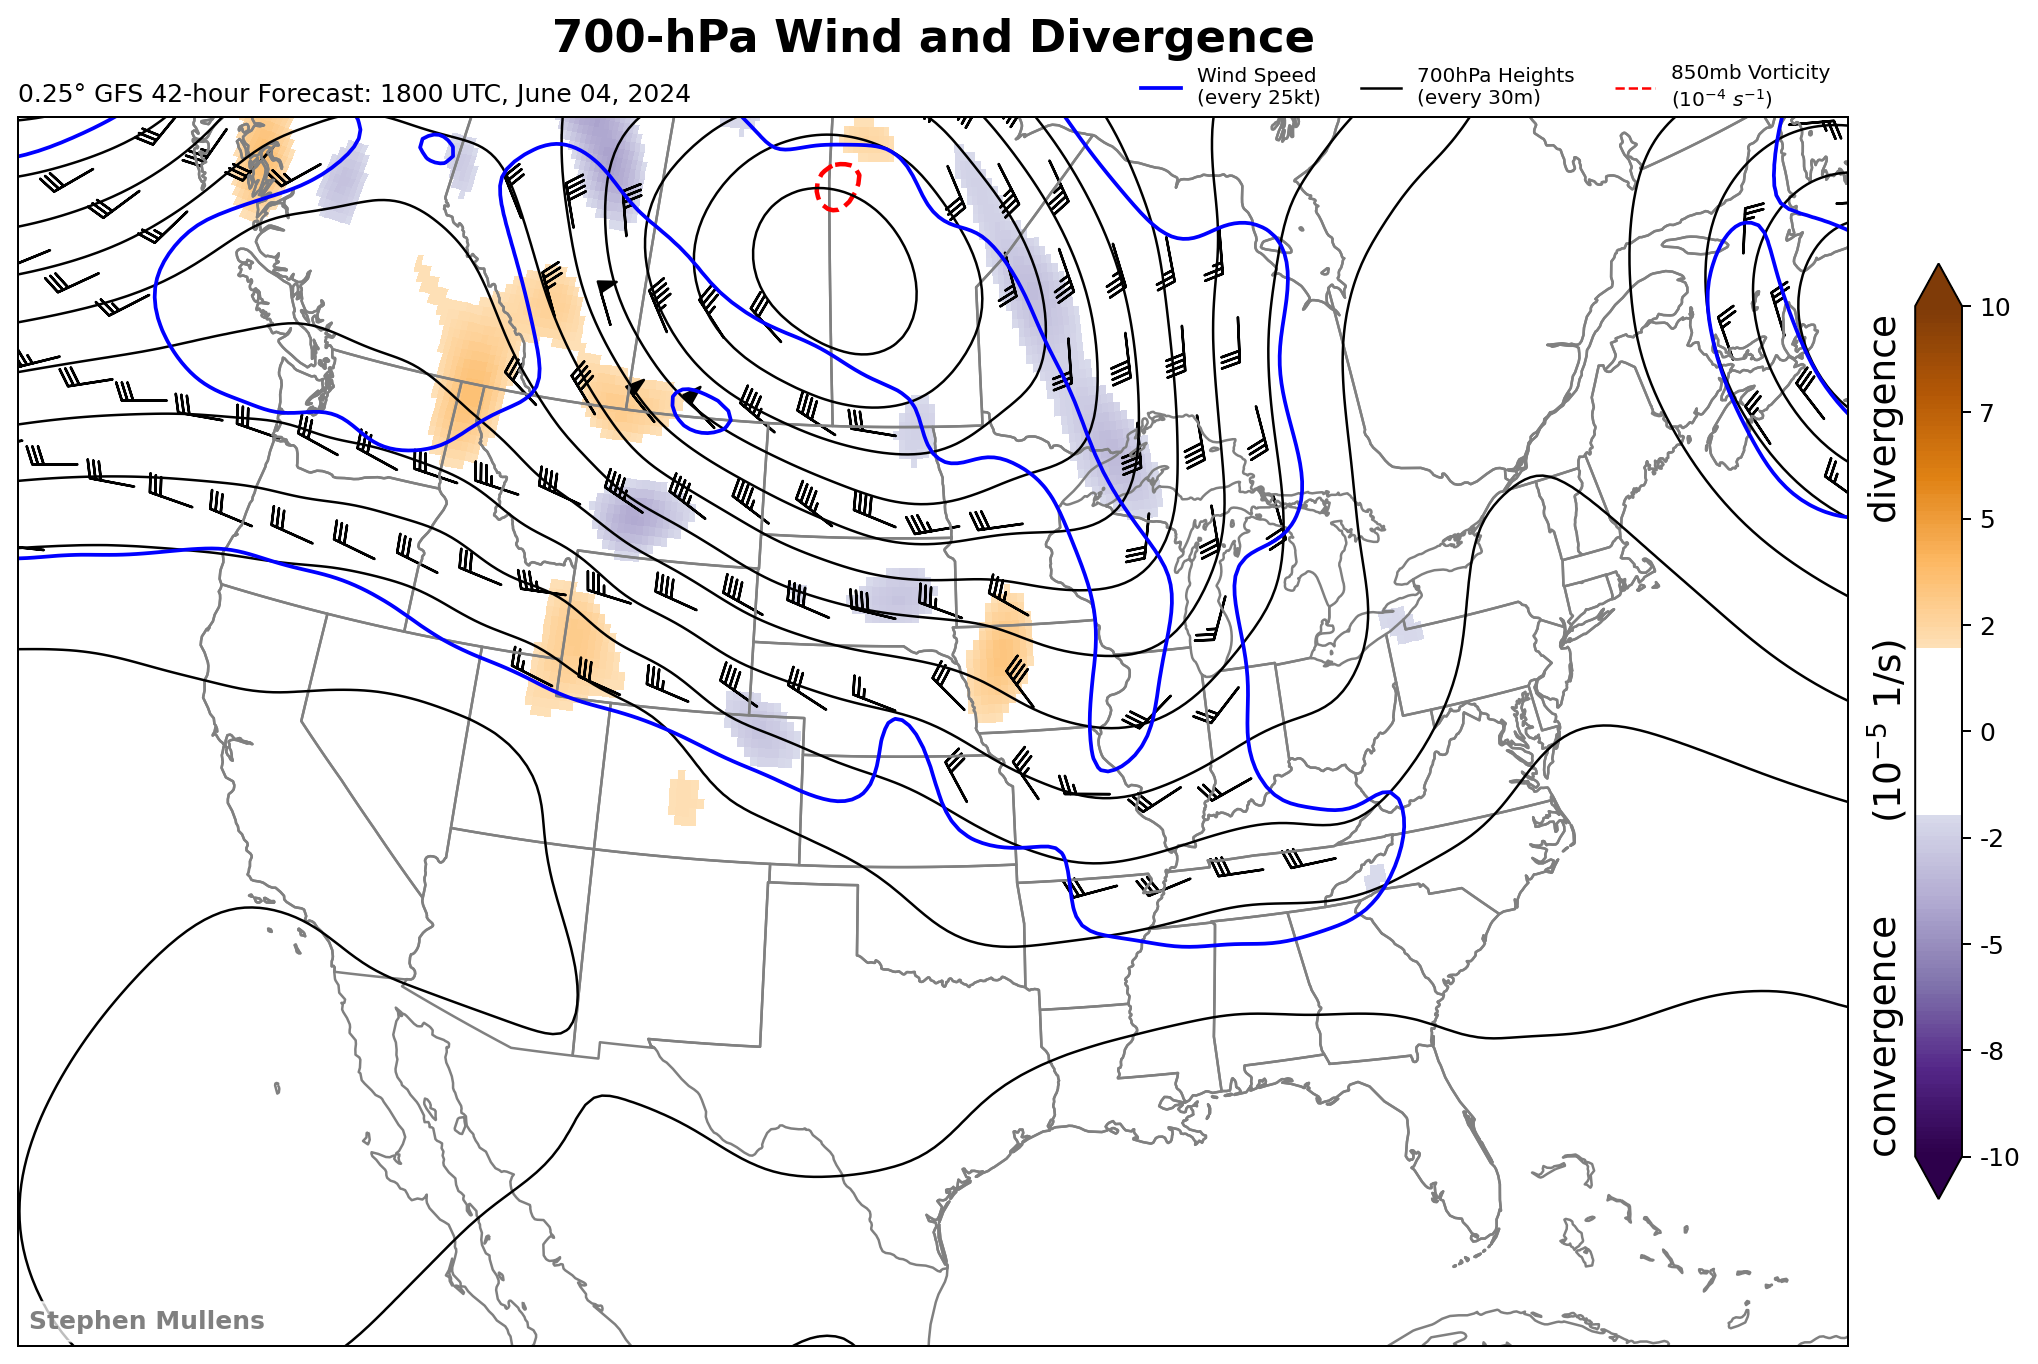 700-hPa Wind and Divergence
0.25° GFS 42-hour Forecast: 1800 UTC, June 04, 2024
Wind Speed
(every 25kt)
700hPa Heights
(every 30m)
850mb Vorticity
(10⁻⁴ s⁻¹)
10
7
5
2
0
-2
-5
-8
-10
divergence
(10⁻⁵ 1/s)
convergence
Stephen Mullens